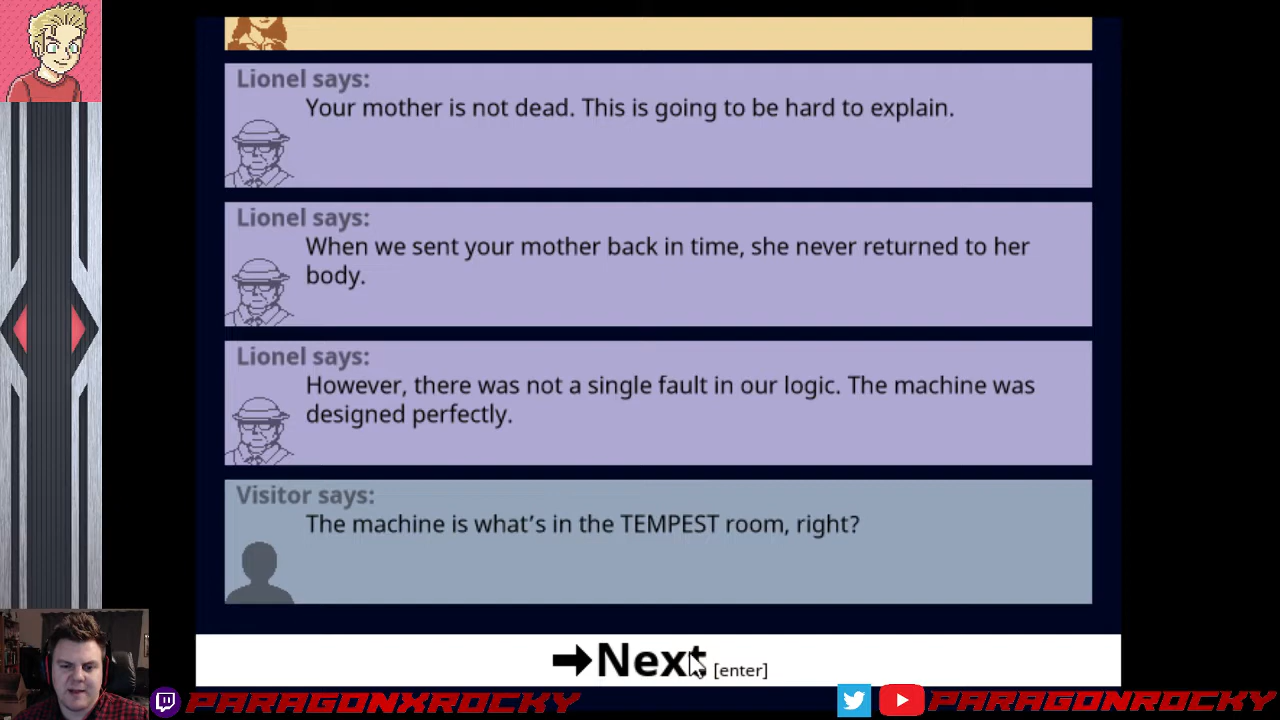 Lionel says:
Your mother is not dead. This is going to be hard to explain.
Lionel says:
When we sent your mother back in time, she never returned to her
body.
Lionel says:
However, there was not a single fault in our logic. The machine was
designed perfectly.
Visitor says:
The machine is what’s in the TEMPEST room, right?
➡Next [enter]
PARAGONXROCKY
PARAGONROCKY